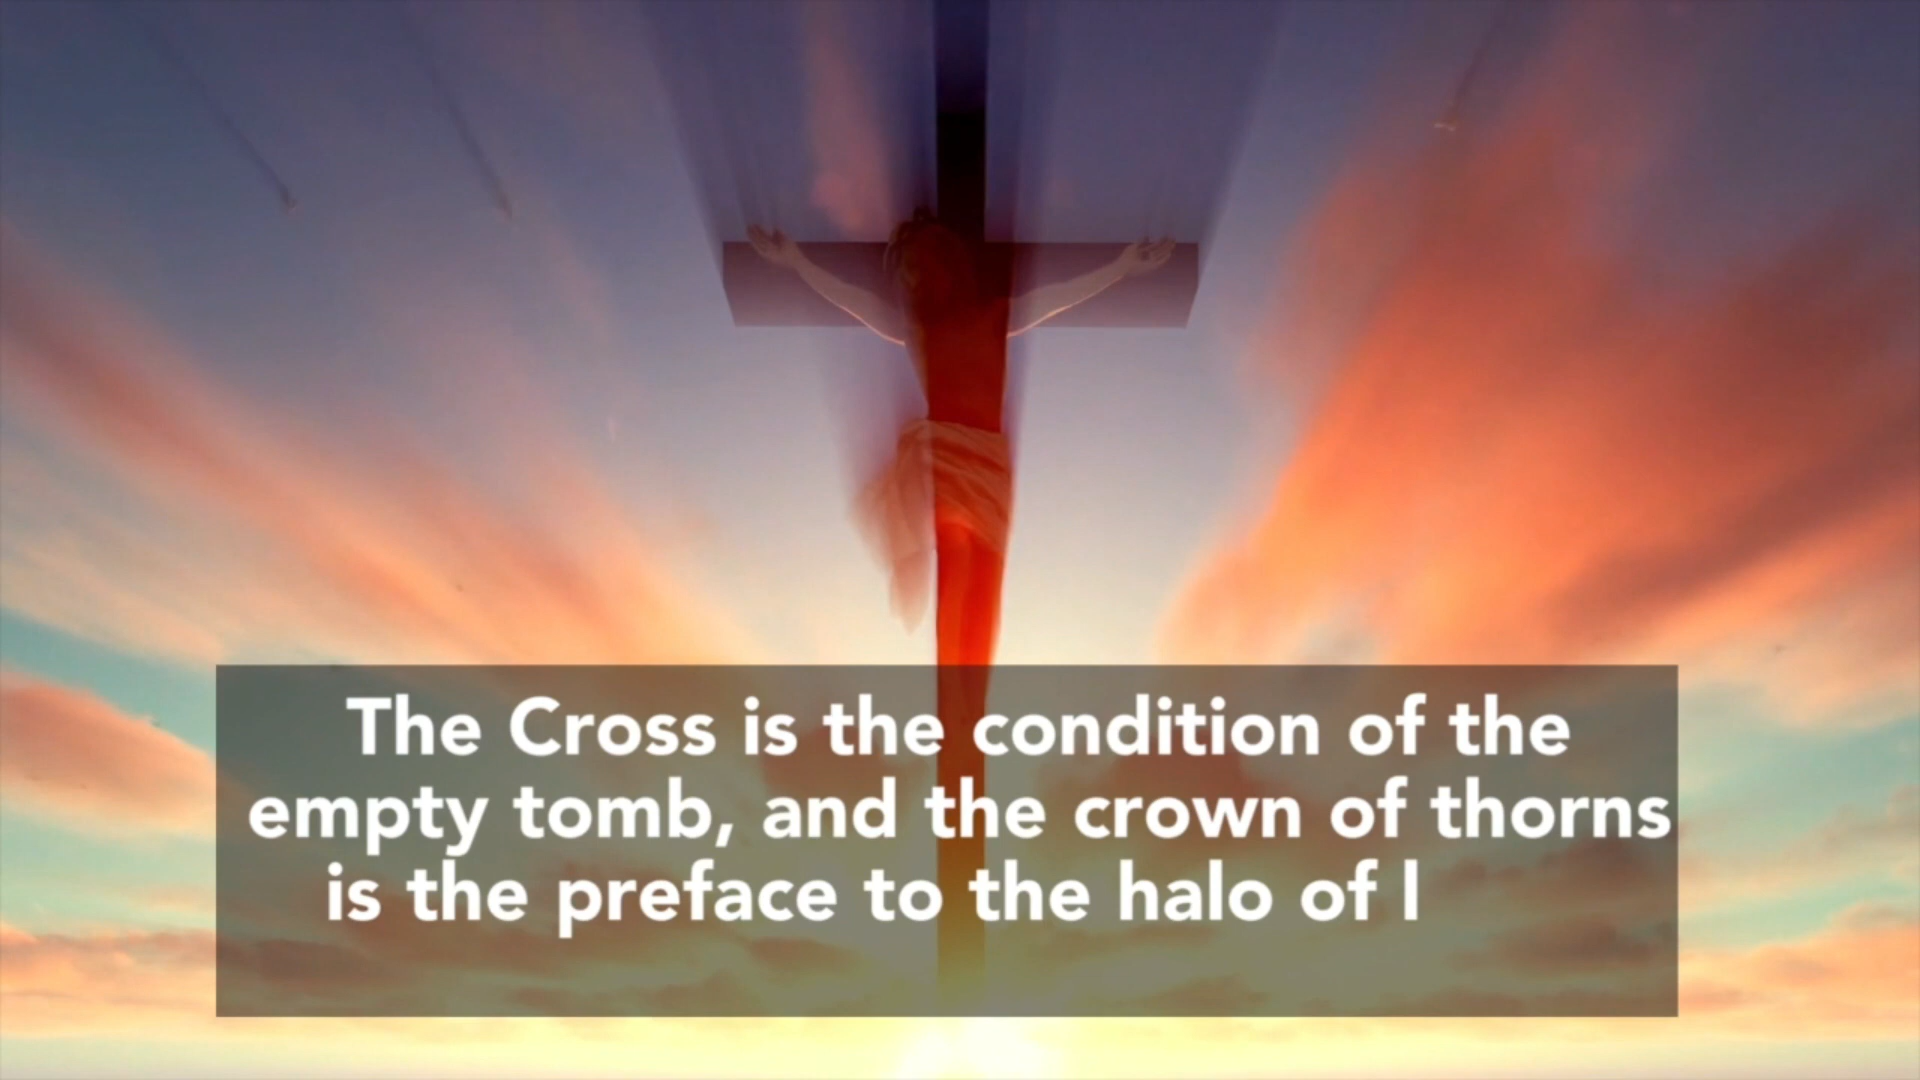 The Cross is the condition of the
empty tomb, and the crown of thorns
is the preface to the halo of l